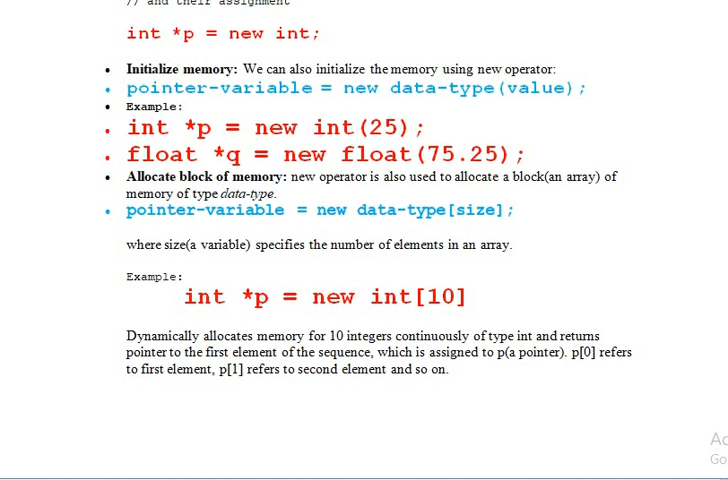 // and their assignment
int *p = new int;
• Initialize memory: We can also initialize the memory using new operator:
• pointer-variable = new data-type(value);
• Example:
• int *p = new int(25);
• float *q = new float(75.25);
• Allocate block of memory: new operator is also used to allocate a block(an array) of
memory of type data-type.
• pointer-variable = new data-type[size];
where size(a variable) specifies the number of elements in an array.
Example:
int *p = new int[10]
Dynamically allocates memory for 10 integers continuously of type int and returns
pointer to the first element of the sequence, which is assigned to p(a pointer). p[0] refers
to first element, p[1] refers to second element and so on.
Go